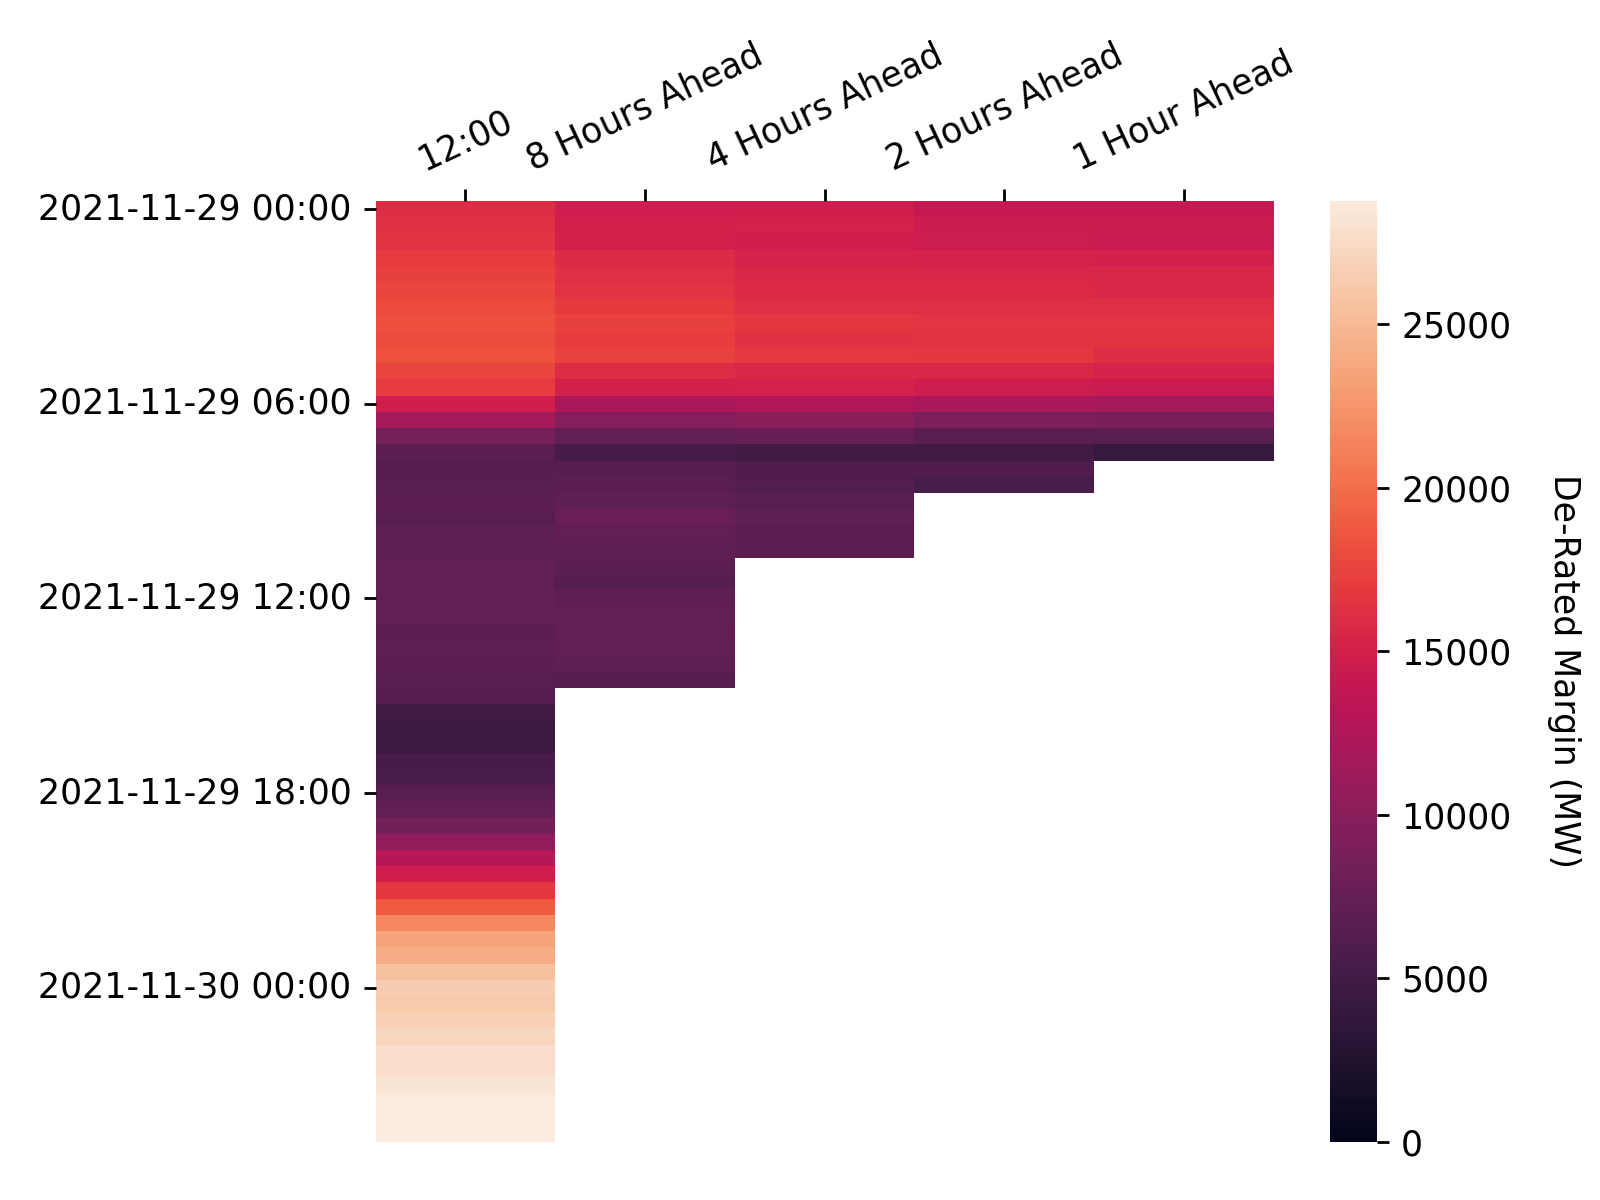 12:00
8 Hours Ahead
4 Hours Ahead
2 Hours Ahead
1 Hour Ahead
2021-11-29 00:00
2021-11-29 06:00
2021-11-29 12:00
2021-11-29 18:00
2021-11-30 00:00
25000
20000
15000
10000
5000
0
De-Rated Margin (MW)